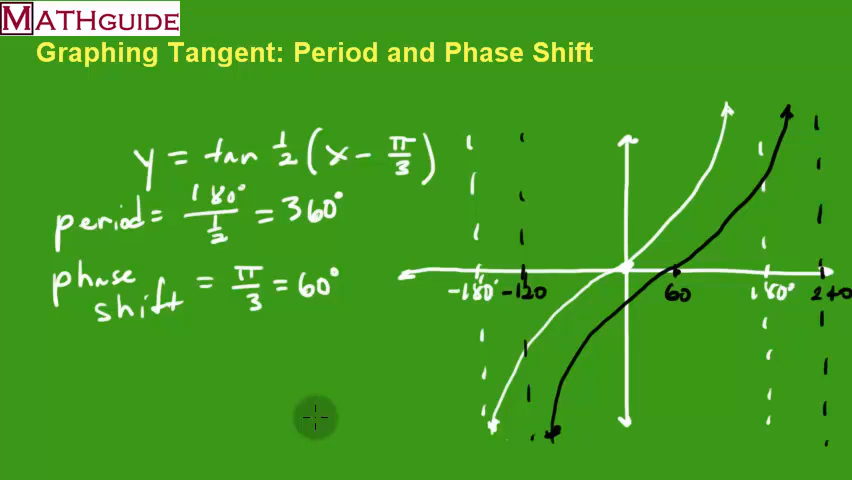 MATHGUIDE
Graphing Tangent: Period and Phase Shift
y = tan 1/2 (x - π/3)
period = 180°/(1/2) = 360°
phase shift = π/3 = 60°
-180° -120 60 180° 240